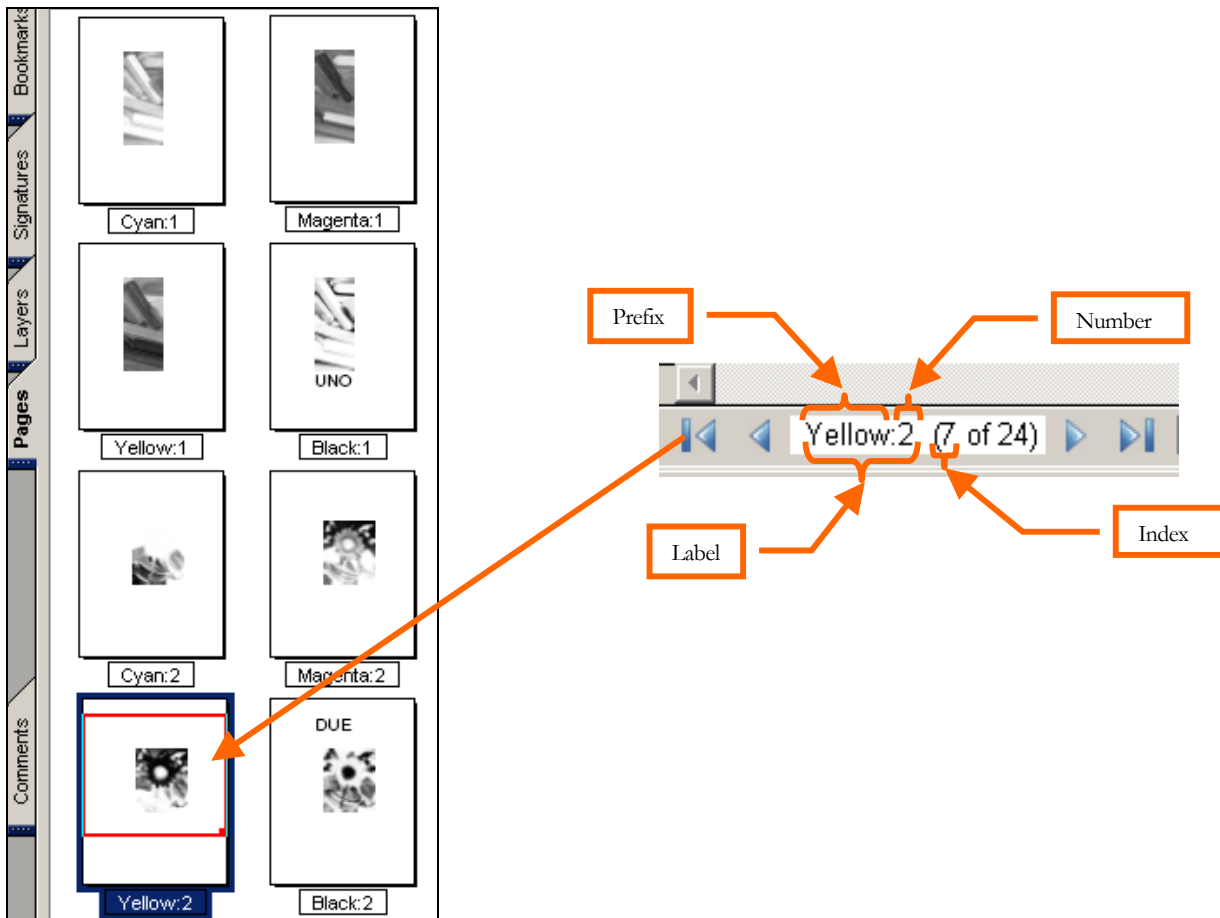 Bookmarks
Signatures
Layers
Pages
Comments
Cyan:1
Magenta:1
UNO
Yellow:1
Black:1
Cyan:2
Magenta:2
DUE
Yellow:2
Black:2
Prefix
Number
Yellow:2 (7 of 24)
Label
Index